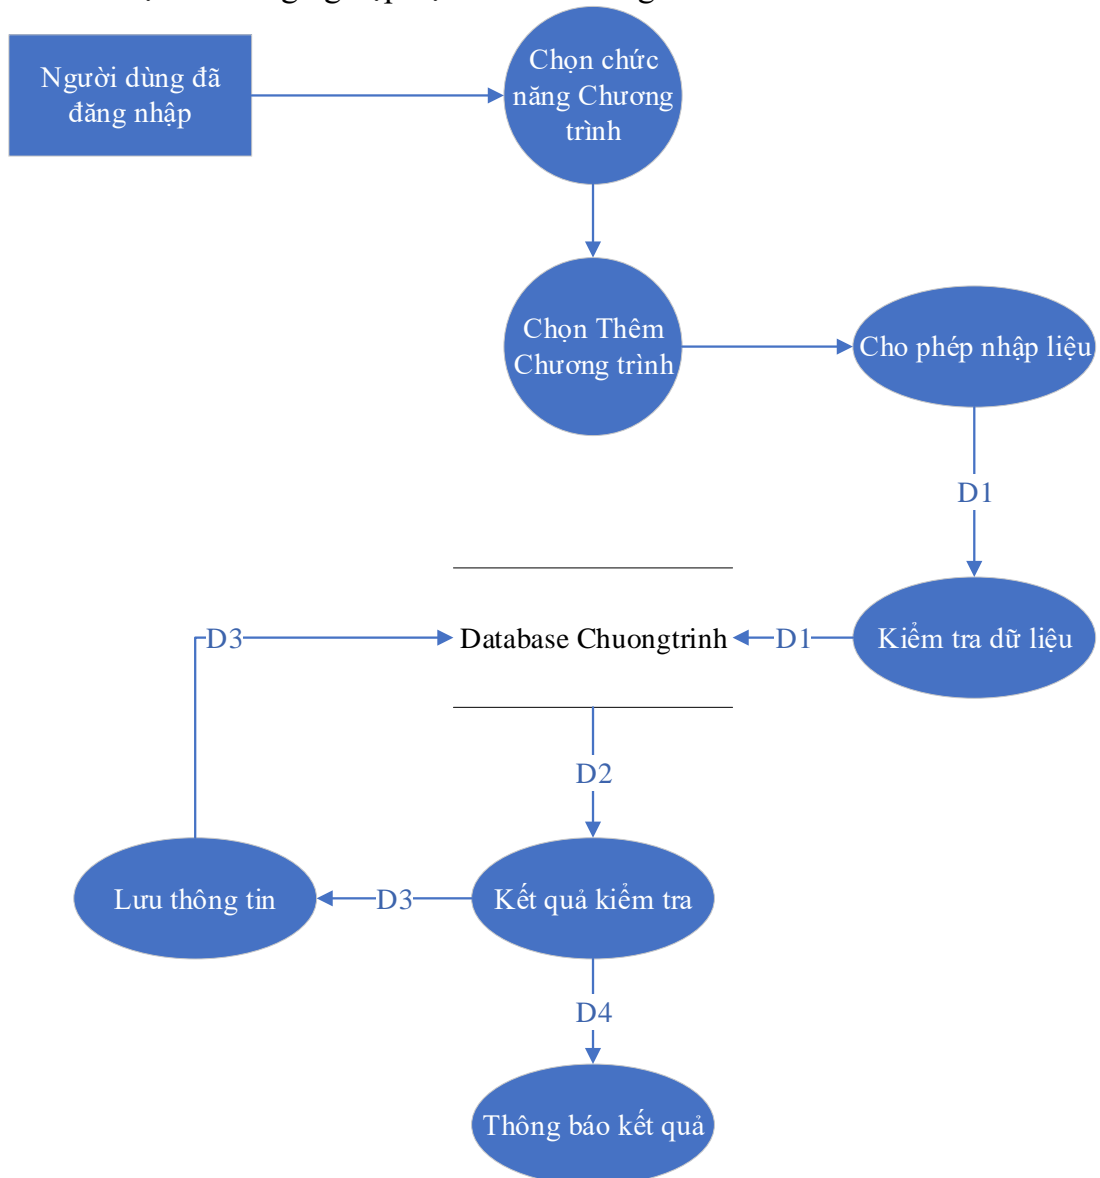 Người dùng đã
đăng nhập
Chọn chức
năng Chương
trình
Chọn Thêm
Chương trình
Cho phép nhập liệu
D1
D3
Database Chuongtrinh
D1
Kiểm tra dữ liệu
D2
Lưu thông tin
D3
Kết quả kiểm tra
D4
Thông báo kết quả